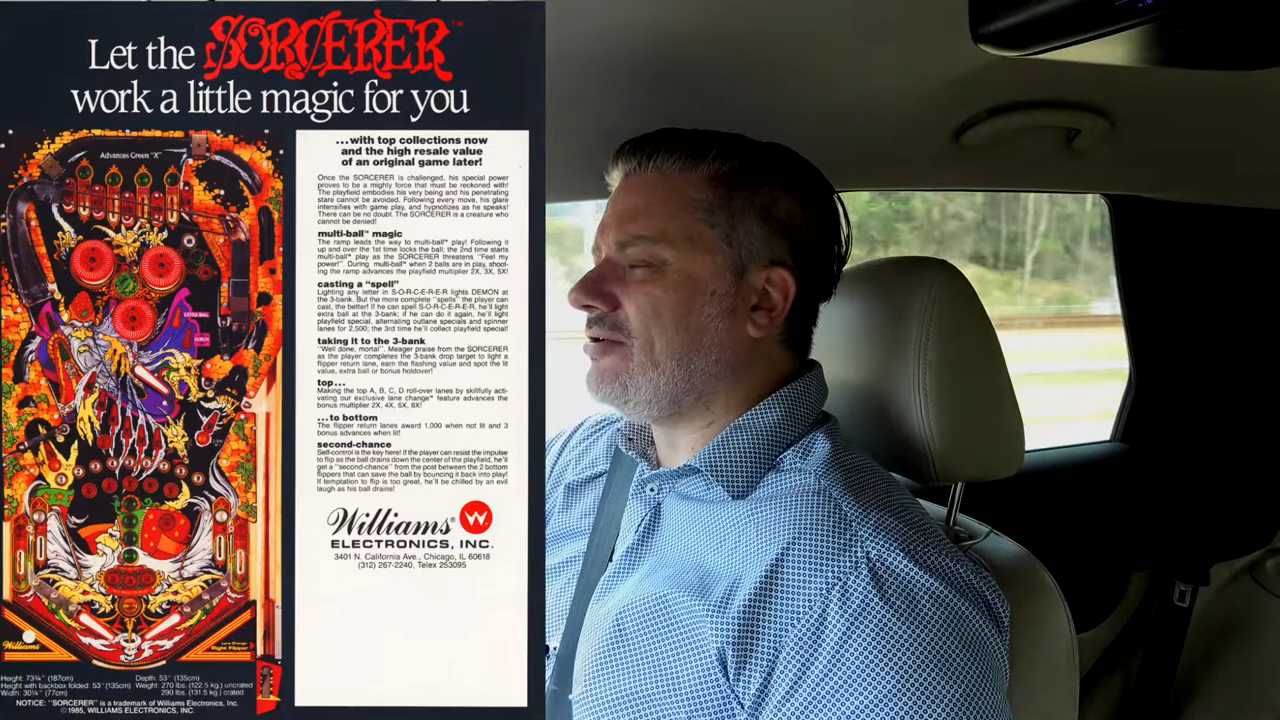 Let the SORCERER™
work a little magic for you
Advances Green "X"
EXTRA BALL
DEMON
Williams
Lane Change
Right Flipper
Height: 73¾" (187cm)
Height with backbox folded: 53" (135cm)
Width: 30¼" (77cm)
Depth: 53" (135cm)
Weight: 270 lbs. (122.5 kg.) uncrated
290 lbs. (131.5 kg.) crated
NOTICE: "SORCERER" is a trademark of Williams Electronics, Inc.
©1985, WILLIAMS ELECTRONICS, INC.
...with top collections now
and the high resale value
of an original game later!
Once the SORCERER is challenged, his special power
proves to be a mighty force that must be reckoned with!
The playfield embodies his very being and his penetrating
stare cannot be avoided. Following every move, his glare
intensifies with game play, and hypnotizes as he speaks!
There can be no doubt. The SORCERER is a creature who
cannot be denied!
multi-ball™ magic
The ramp leads the way to multi-ball™ play! Following it
up and over the 1st time locks the ball; the 2nd time starts
multi-ball™ play as the SORCERER threatens "Feel my
power!". During multi-ball™ when 2 balls are in play, shoot-
ing the ramp advances the playfield multiplier 2X, 3X, 5X!
casting a "spell"
Lighting any letter in S-O-R-C-E-R-E-R lights DEMON at
the 3-bank. But the more complete "spells" the player can
cast, the better! If he can spell S-O-R-C-E-R-E-R, he'll light
extra ball at the 3-bank; if he can do it again, he'll light
playfield special, alternating outlane specials and spinner
lanes for 2,500; the 3rd time he'll collect playfield special!
taking it to the 3-bank
"Well done, mortal". Meager praise from the SORCERER
as the player completes the 3-bank drop target to light a
flipper return lane, earn the flashing value and spot the lit
value, extra ball or bonus holdover!
top...
Making the top A, B, C, D roll-over lanes by skillfully acti-
vating our exclusive lane change™ feature advances the
bonus multiplier 2X, 4X, 6X, 8X!
...to bottom
The flipper return lanes award 1,000 when not lit and 3
bonus advances when lit!
second-chance
Self-control is the key here! If the player can resist the impulse
to flip as the ball drains down the center of the playfield, he'll
get a "second-chance" from the post between the 2 bottom
flippers that can save the ball by bouncing it back into play!
If temptation to flip is too great, he'll be chilled by an evil
laugh as his ball drains!
Williams® W
ELECTRONICS, INC.
3401 N. California Ave., Chicago, IL 60618
(312) 267-2240, Telex 253095